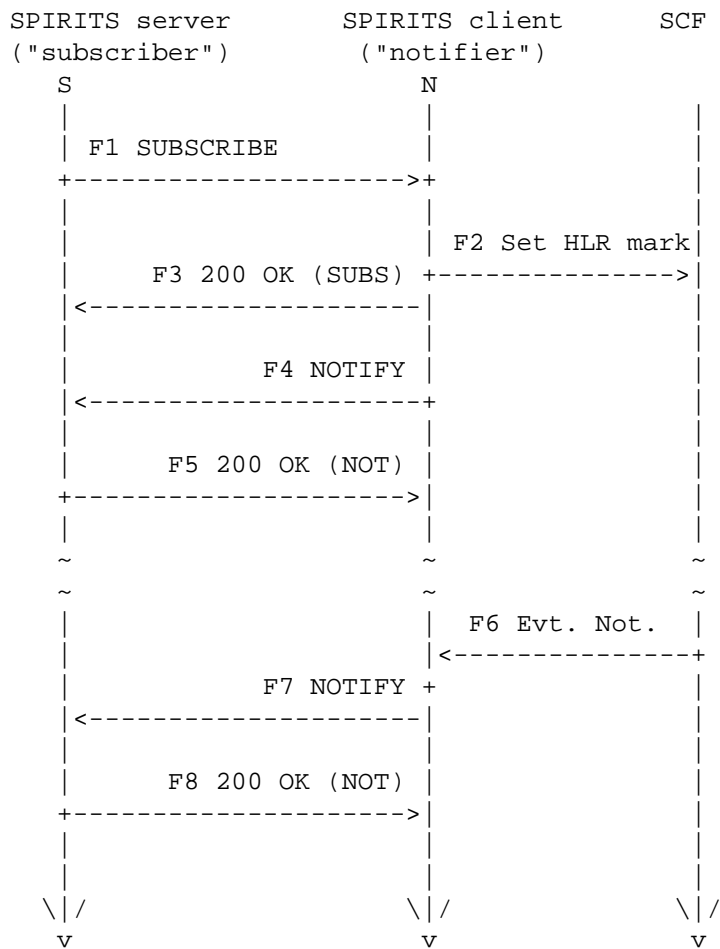 SPIRITS server SPIRITS client SCF
("subscriber") ("notifier")
S N
F1 SUBSCRIBE
F2 Set HLR mark
F3 200 OK (SUBS)
F4 NOTIFY
F5 200 OK (NOT)
~ ~ ~
~ ~ ~
F6 Evt. Not.
F7 NOTIFY
F8 200 OK (NOT)
v v v